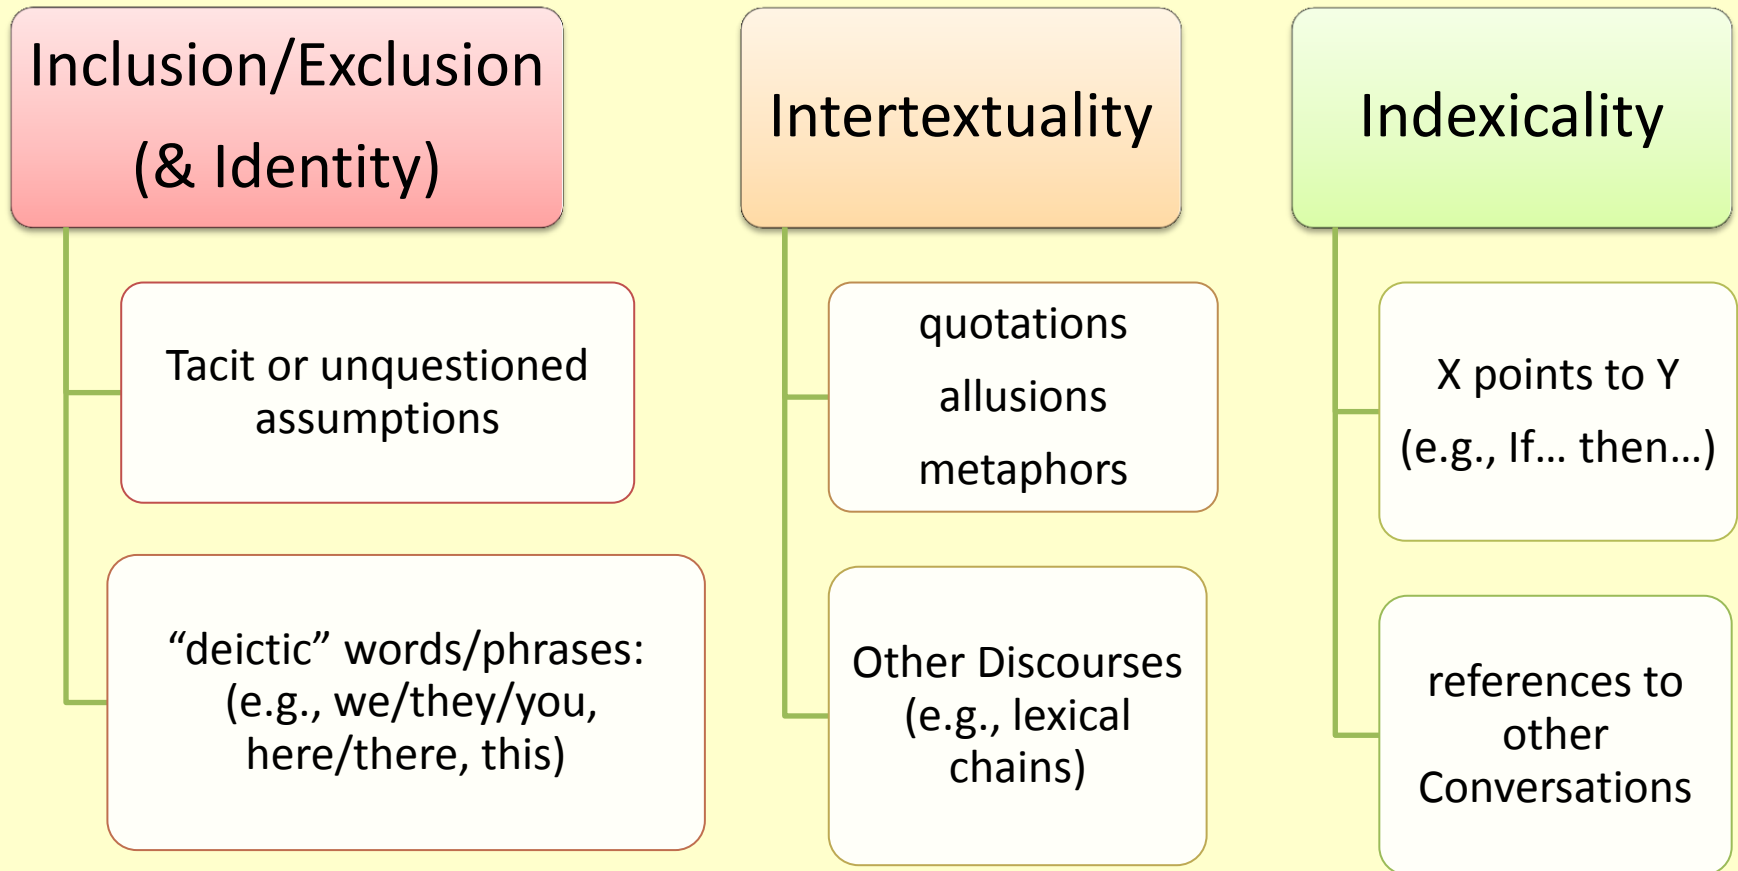 Inclusion/Exclusion
(& Identity)
Tacit or unquestioned
assumptions
“deictic” words/phrases:
(e.g., we/they/you,
here/there, this)
Intertextuality
quotations
allusions
metaphors
Other Discourses
(e.g., lexical
chains)
Indexicality
X points to Y
(e.g., If… then…)
references to
other
Conversations